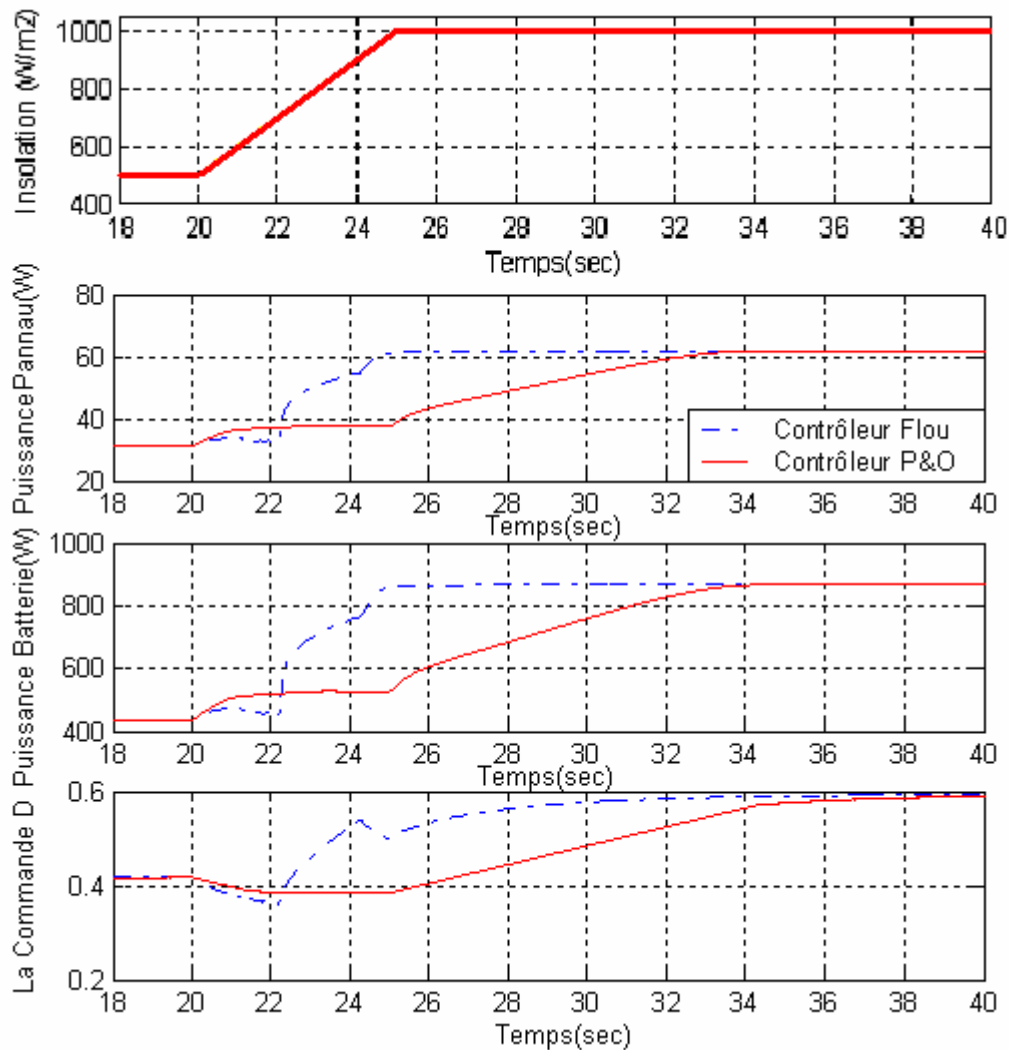 Insolation (W/m2)
1000
800
600
400
18 20 22 24 26 28 30 32 34 36 38 40
Temps(sec)
PuissancePannau(W)
80
60
40
20
Contrôleur Flou
Contrôleur P&O
18 20 22 24 26 28 30 32 34 36 38 40
Temps(sec)
Puissance Batterie(W)
1000
800
600
400
18 20 22 24 26 28 30 32 34 36 38 40
Temps(sec)
La Commande D
0.6
0.4
0.2
18 20 22 24 26 28 30 32 34 36 38 40
Temps(sec)